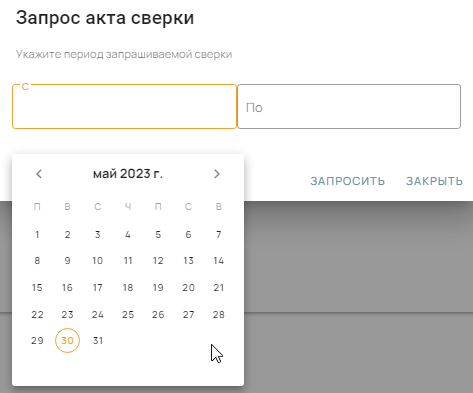 Запрос акта сверки
Укажите период запрашиваемой сверки
С
По
май 2023 г.
ЗАПРОСИТЬ ЗАКРЫТЬ
П В С Ч П С В
1 2 3 4 5 6 7
8 9 10 11 12 13 14
15 16 17 18 19 20 21
22 23 24 25 26 27 28
29 30 31